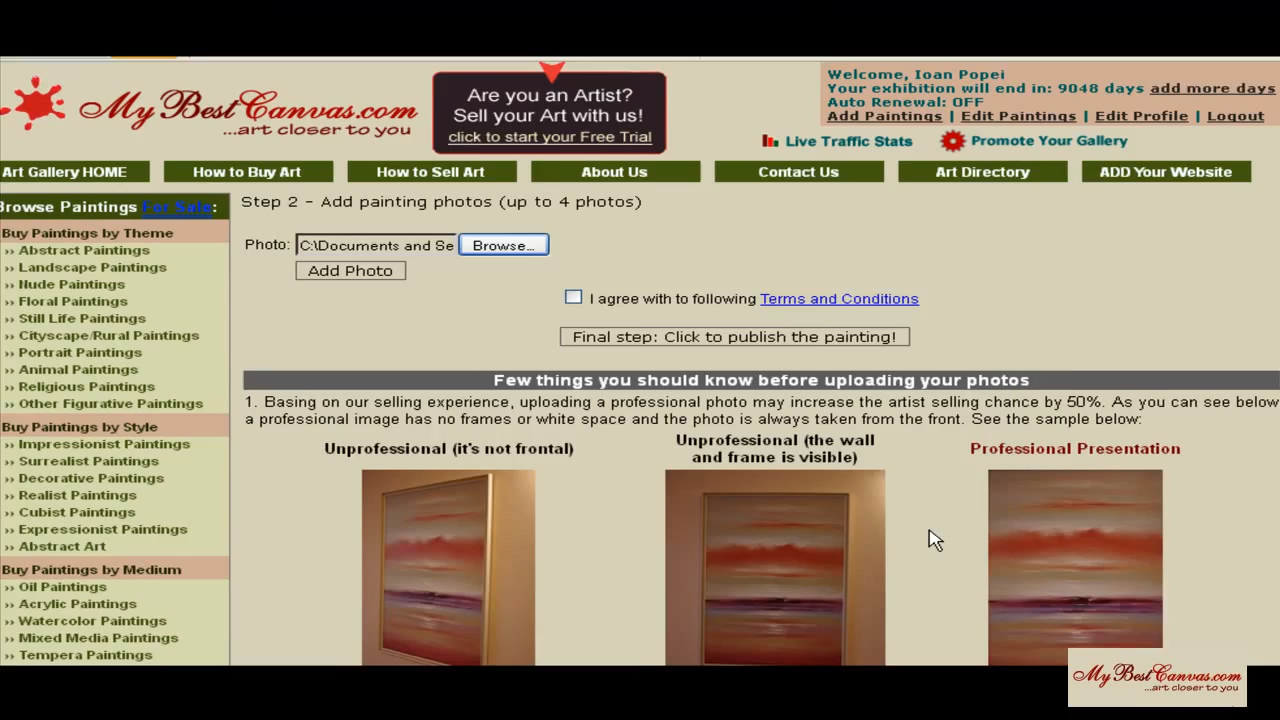 MyBestCanvas.com
...art closer to you
Are you an Artist?
Sell your Art with us!
click to start your Free Trial
Welcome, Ioan Popei
Your exhibition will end in: 9048 days add more days
Auto Renewal: OFF
Add Paintings | Edit Paintings | Edit Profile | Logout
Live Traffic Stats
Promote Your Gallery
Art Gallery HOME
How to Buy Art
How to Sell Art
About Us
Contact Us
Art Directory
ADD Your Website
Browse Paintings For Sale:
Buy Paintings by Theme
›› Abstract Paintings
›› Landscape Paintings
›› Nude Paintings
›› Floral Paintings
›› Still Life Paintings
›› Cityscape/Rural Paintings
›› Portrait Paintings
›› Animal Paintings
›› Religious Paintings
›› Other Figurative Paintings
Buy Paintings by Style
›› Impressionist Paintings
›› Surrealist Paintings
›› Decorative Paintings
›› Realist Paintings
›› Cubist Paintings
›› Expressionist Paintings
›› Abstract Art
Buy Paintings by Medium
›› Oil Paintings
›› Acrylic Paintings
›› Watercolor Paintings
›› Mixed Media Paintings
›› Tempera Paintings
Step 2 - Add painting photos (up to 4 photos)
Photo: C:\Documents and Se Browse...
Add Photo
I agree with to following Terms and Conditions
Final step: Click to publish the painting!
Few things you should know before uploading your photos
1. Basing on our selling experience, uploading a professional photo may increase the artist selling chance by 50%. As you can see below
a professional image has no frames or white space and the photo is always taken from the front. See the sample below:
Unprofessional (it's not frontal)
Unprofessional (the wall
and frame is visible)
Professional Presentation
MyBestCanvas.com
...art closer to you